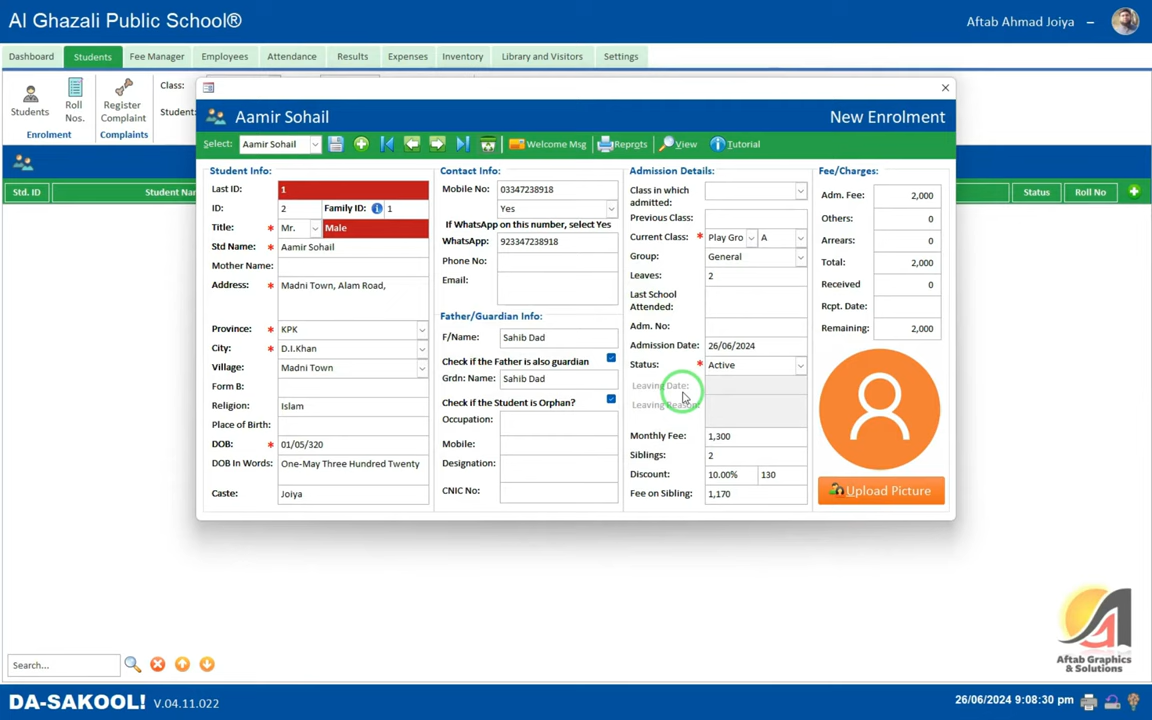 Al Ghazali Public School®
Aftab Ahmad Joiya –
Dashboard Students Fee Manager Employees Attendance Results Expenses Inventory Library and Visitors Settings
Students
Roll Nos.
Register Complaint
Class:
Student:
Enrolment Complaints
Std. ID
Student Nam
Status
Roll No
Aamir Sohail
New Enrolment
Select: Aamir Sohail Welcome Msg Reprots View Tutorial
Student Info:
Last ID: 1
ID: 2 Family ID: 1
Title: * Mr. Male
Std Name: * Aamir Sohail
Mother Name:
Address: * Madni Town, Alam Road,
Province: * KPK
City: * D.I.Khan
Village: * Madni Town
Form B:
Religion: Islam
Place of Birth:
DOB: * 01/05/320
DOB In Words: One-May Three Hundred Twenty
Caste: Joiya
Contact Info:
Mobile No: 03347238918
Yes
If WhatsApp on this number, select Yes
WhatsApp: 923347238918
Phone No:
Email:
Father/Guardian Info:
F/Name: Sahib Dad
Check if the Father is also guardian
Grdn: Name: Sahib Dad
Check if the Student is Orphan?
Occupation:
Mobile:
Designation:
CNIC No:
Admission Details:
Class in which
admitted:
Previous Class:
Current Class: * Play Gro A
Group: General
Leaves: 2
Last School
Attended:
Adm. No:
Admission Date: 26/06/2024
Status: * Active
Leaving Date:
Leaving Reason:
Monthly Fee: 1,300
Siblings: 2
Discount: 10.00% 130
Fee on Sibling: 1,170
Fee/Charges:
Adm. Fee: 2,000
Others: 0
Arrears: 0
Total: 2,000
Received 0
Rcpt. Date:
Remaining: 2,000
Upload Picture
Search...
Aftab Graphics
& Solutions
DA-SAKOOL! V.04.11.022
26/06/2024 9:08:30 pm